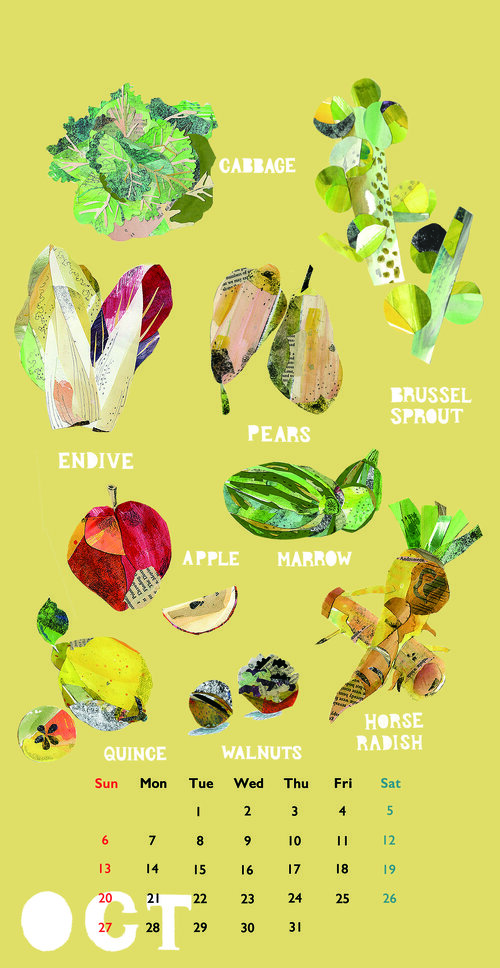 CABBAGE
BRUSSEL
SPROUT
PEARS
ENDIVE
APPLE
MARROW
HORSE
RADISH
QUINCE
WALNUTS
Sun Mon Tue Wed Thu Fri Sat
1 2 3 4 5
6 7 8 9 10 11 12
13 14 15 16 17 18 19
20 21 22 23 24 25 26
27 28 29 30 31
OCT